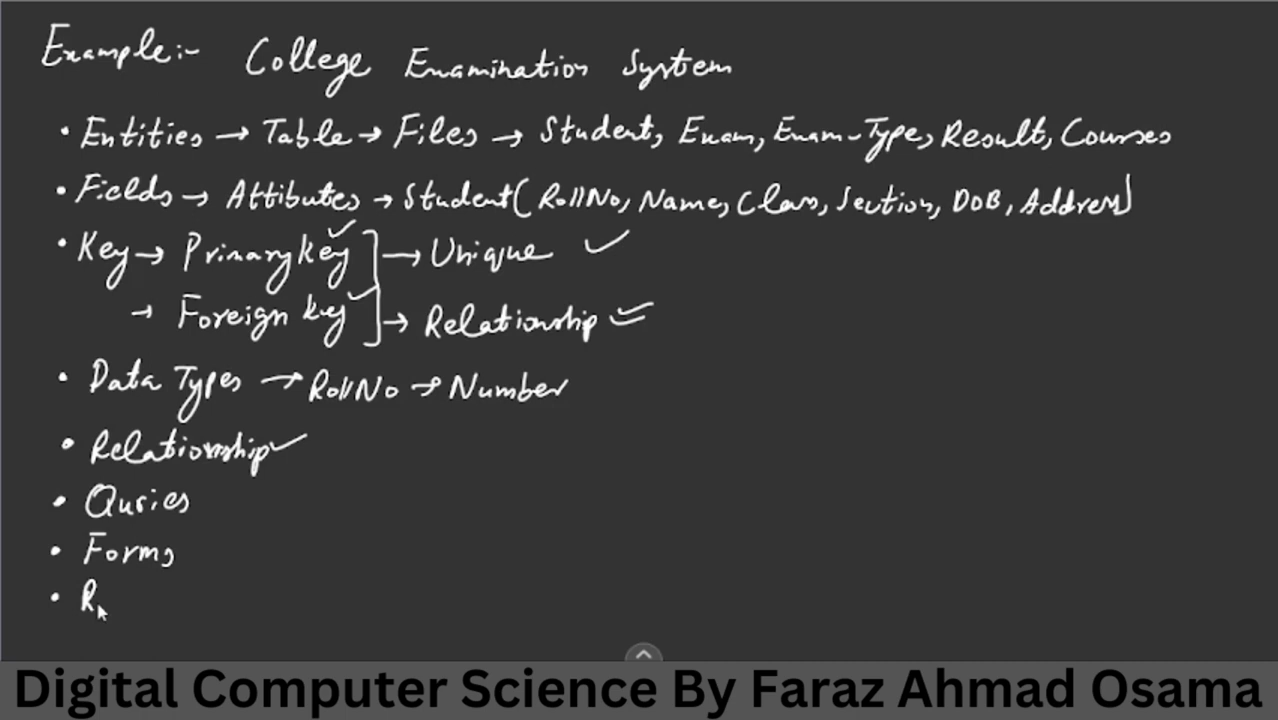 Example:- College Examination System
• Entities → Table → Files → Student, Exam, Exam-Type, Result, Courses
• Fields → Attibutes → Student( RollNo, Name, Class, Section, DoB, Address)
• Key → Primary key ] → Unique
→ Foreign key ] → Relationship
• Data Types → RollNo → Number
• Relationship
• Quries
• Forms
• R
Digital Computer Science By Faraz Ahmad Osama